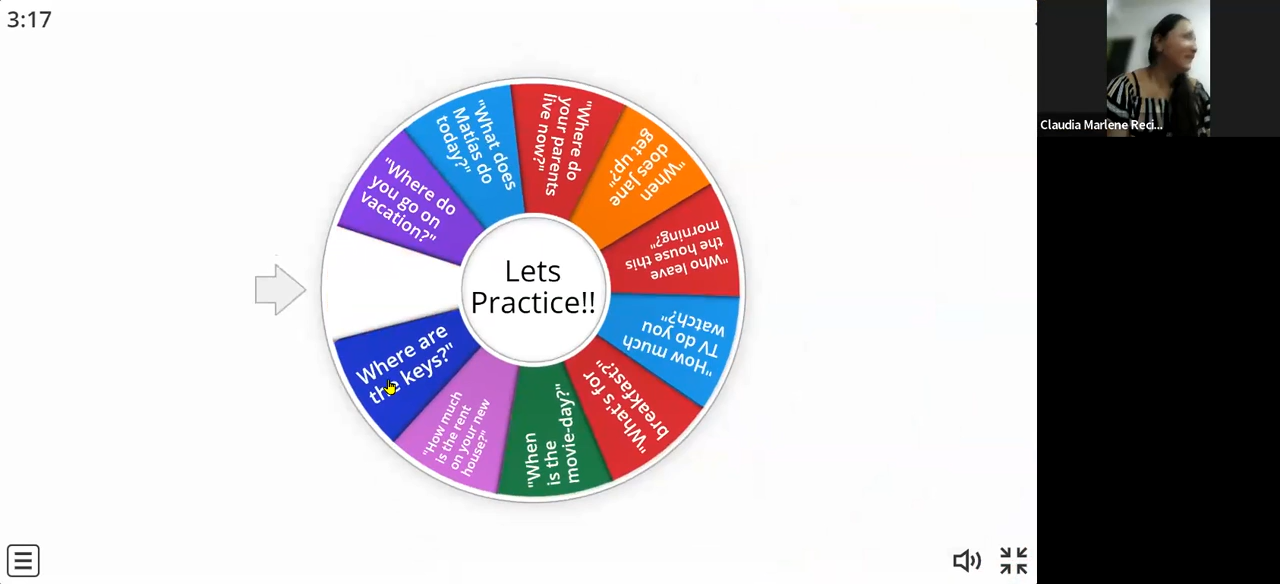 3:17
Claudia Marlene Reci...
"Where do
you go on
vacation?"
"What does
Matías do
today?"
"Where do
your parents
live now?"
"When
does Jane
get up?"
"Who leave
the house this
morning?"
"How much
TV do you
watch?"
"What's for
breakfast?"
"When
is the
movie-day?"
"How much
is the rent
on your new
house?"
Where are
the keys?"
Lets
Practice!!